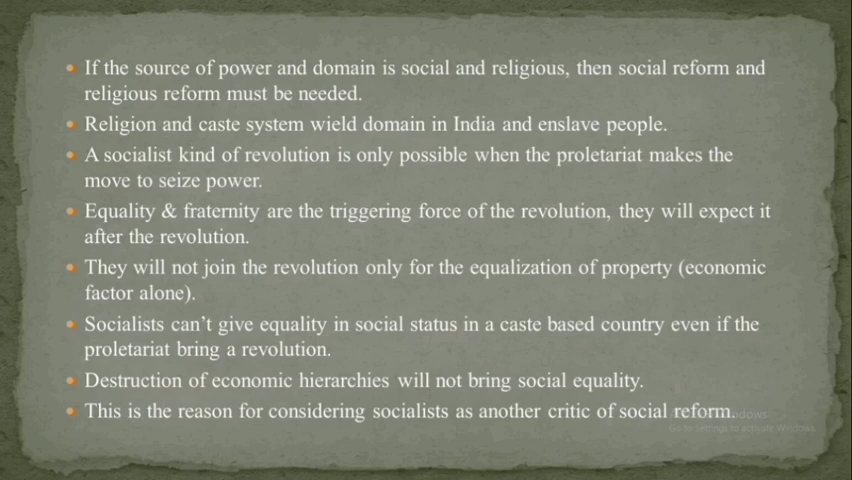 • If the source of power and domain is social and religious, then social reform and
religious reform must be needed.
• Religion and caste system wield domain in India and enslave people.
• A socialist kind of revolution is only possible when the proletariat makes the
move to seize power.
• Equality & fraternity are the triggering force of the revolution, they will expect it
after the revolution.
• They will not join the revolution only for the equalization of property (economic
factor alone).
• Socialists can't give equality in social status in a caste based country even if the
proletariat bring a revolution.
• Destruction of economic hierarchies will not bring social equality.
• This is the reason for considering socialists as another critic of social reform.
Go to Settings to activate Windows.